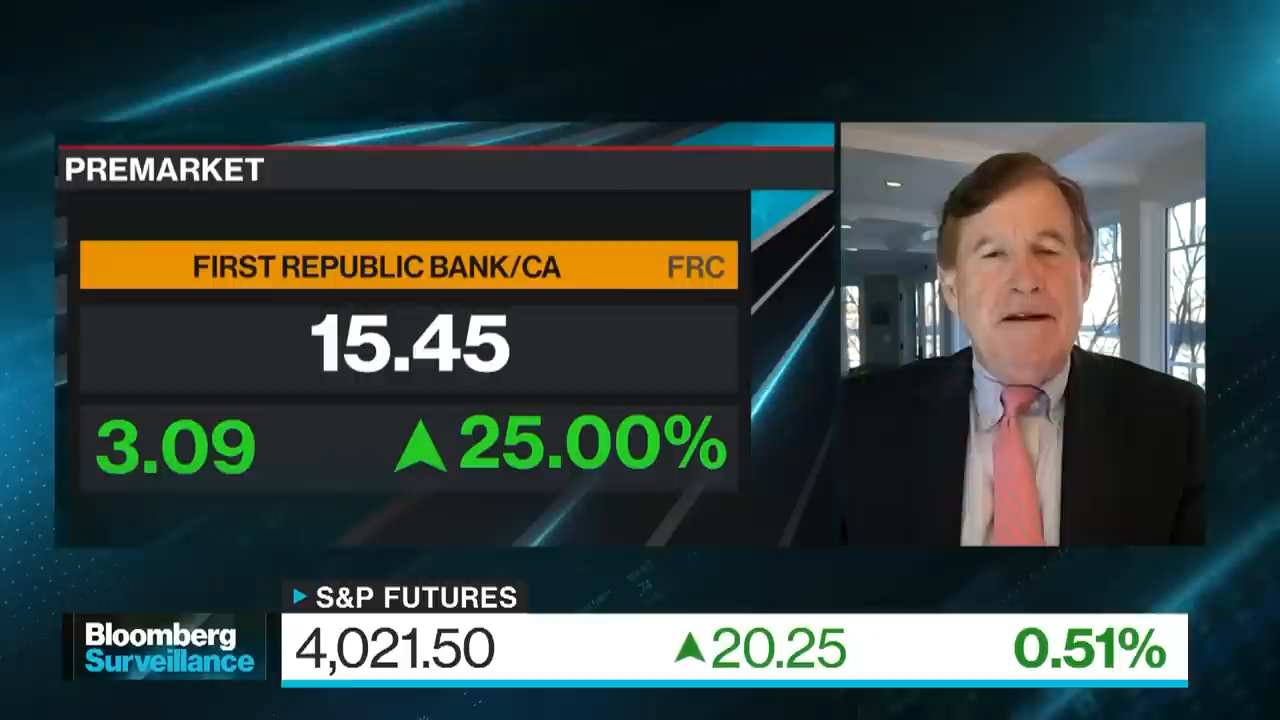 PREMARKET
FIRST REPUBLIC BANK/CA FRC
15.45
3.09 ▲25.00%
S&P FUTURES
4,021.50 ▲20.25 0.51%
Bloomberg
Surveillance